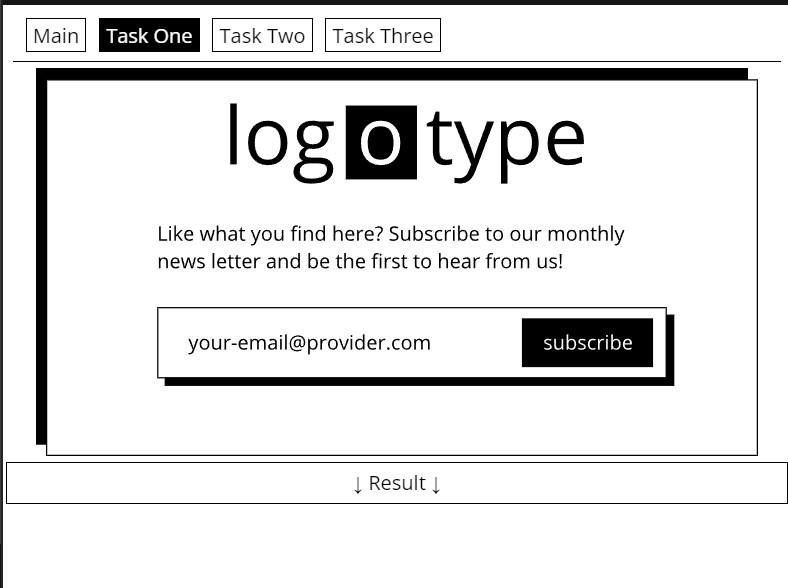 Main Task One Task Two Task Three
logotype
Like what you find here? Subscribe to our monthly
news letter and be the first to hear from us!
your-email@provider.com subscribe
↓ Result ↓